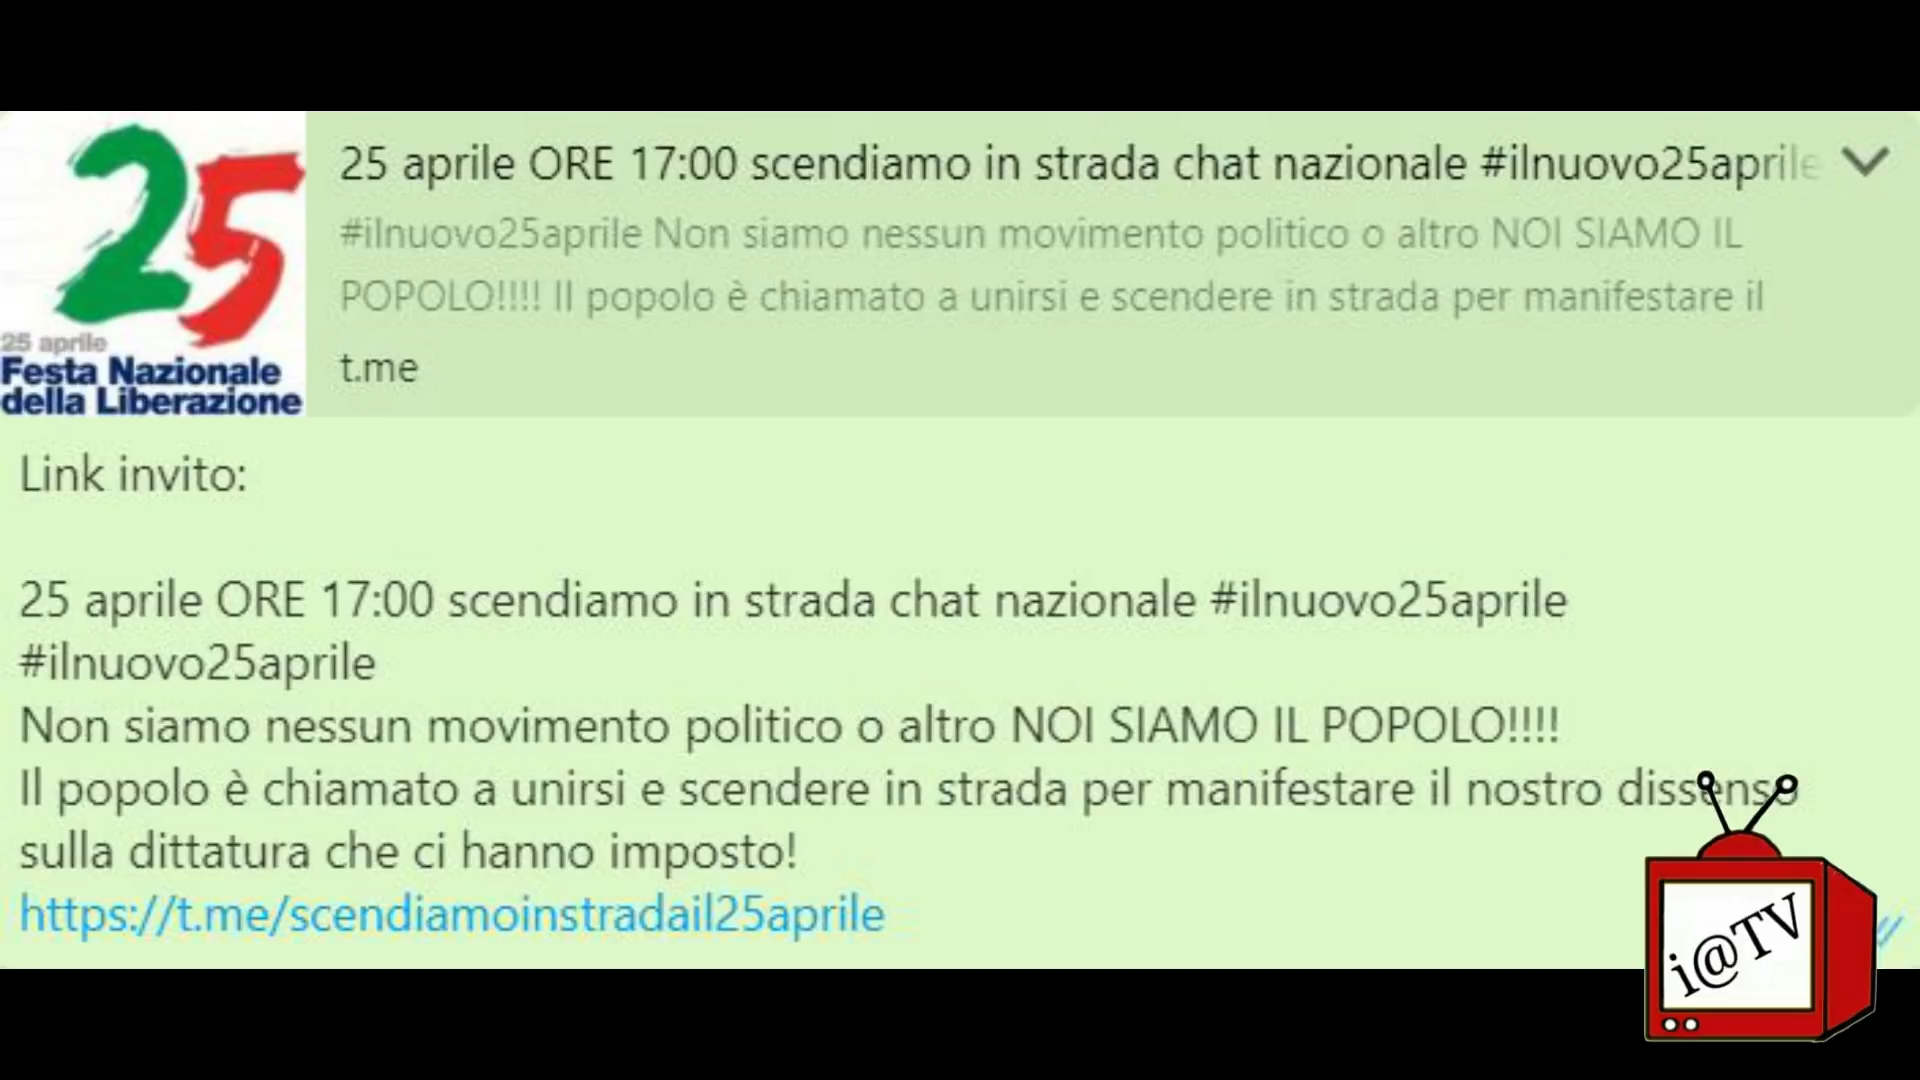 25
25 aprile
Festa Nazionale
della Liberazione
25 aprile ORE 17:00 scendiamo in strada chat nazionale #ilnuovo25aprile
#ilnuovo25aprile Non siamo nessun movimento politico o altro NOI SIAMO IL
POPOLO!!!! Il popolo è chiamato a unirsi e scendere in strada per manifestare il
t.me
Link invito:
25 aprile ORE 17:00 scendiamo in strada chat nazionale #ilnuovo25aprile
#ilnuovo25aprile
Non siamo nessun movimento politico o altro NOI SIAMO IL POPOLO!!!!
Il popolo è chiamato a unirsi e scendere in strada per manifestare il nostro dissenso
sulla dittatura che ci hanno imposto!
https://t.me/scendiamoinstradail25aprile
i@TV